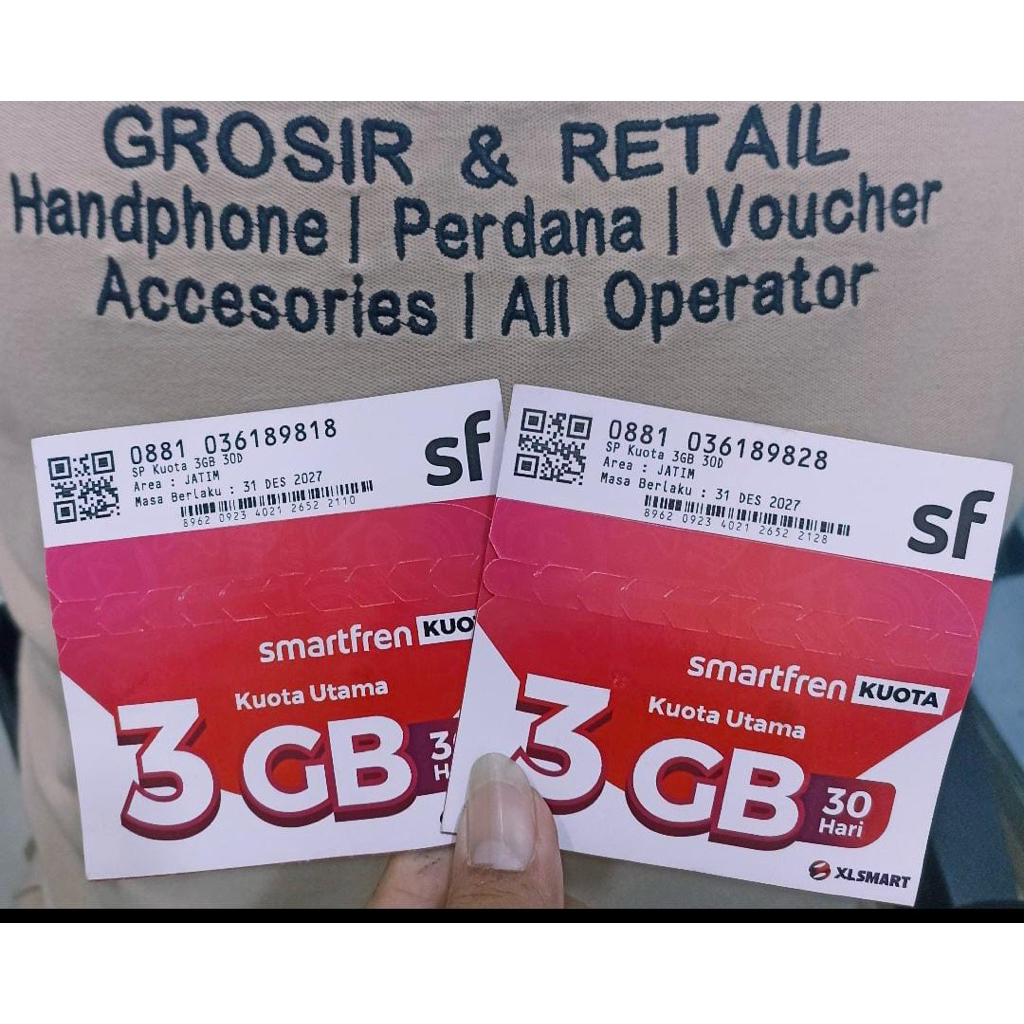 GROSIR & RETAIL
Handphone | Perdana | Voucher
Accesories | All Operator
0881 036189818
SP Kuota 3GB 30D
Area : JATIM
Masa Berlaku : 31 DES 2027
8962 0923 4021 2652 2110
sf
smartfren KUOT
Kuota Utama
3 GB
0881 036189828
SP Kuota 3GB 30D
Area : JATIM
Masa Berlaku : 31 DES 2027
8962 0923 4021 2652 2128
sf
smartfren KUOTA
Kuota Utama
3 GB 30 Hari
XLSMART